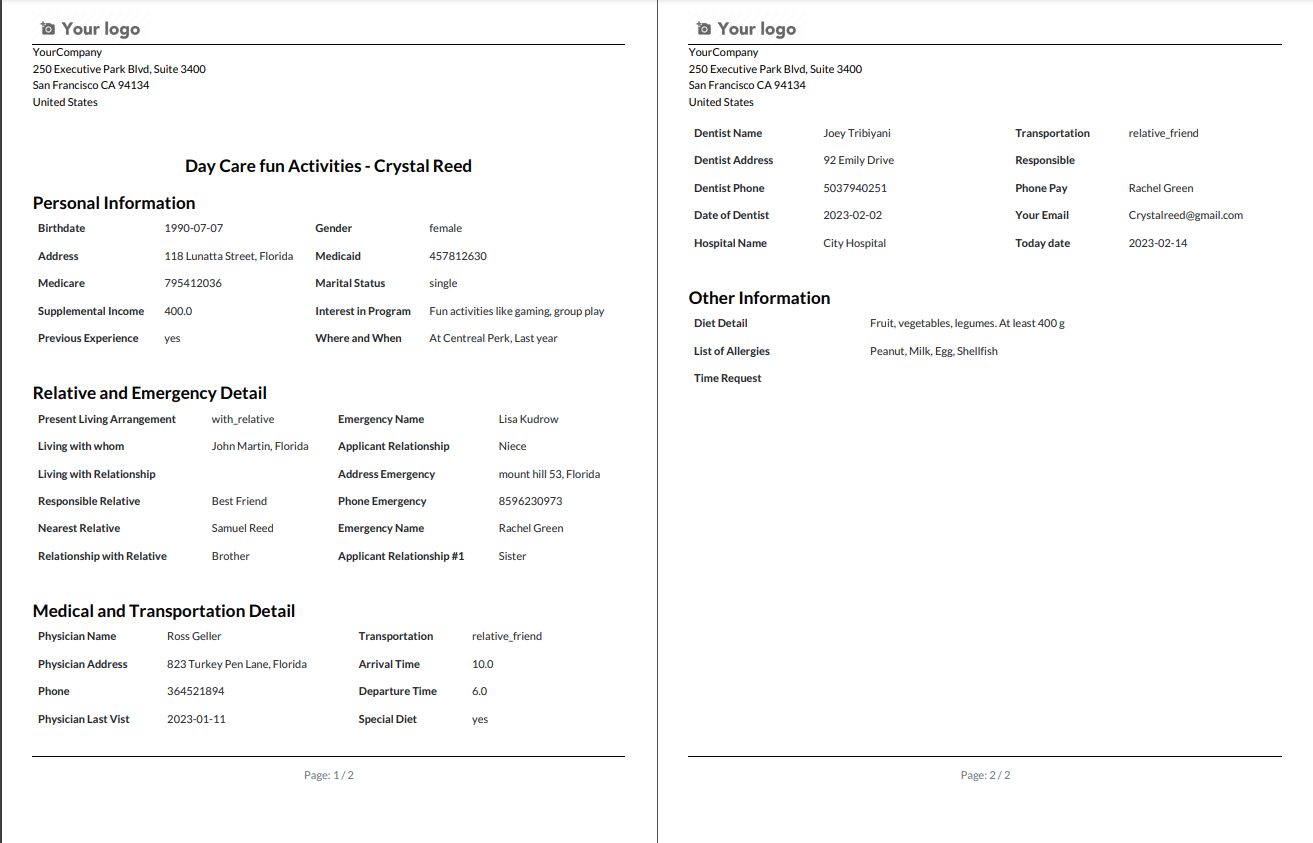 Your logo
YourCompany
250 Executive Park Blvd, Suite 3400
San Francisco CA 94134
United States
Day Care fun Activities - Crystal Reed
Personal Information
Birthdate 1990-07-07 Gender female
Address 118 Lunatta Street, Florida Medicaid 457812630
Medicare 795412036 Marital Status single
Supplemental Income 400.0 Interest in Program Fun activities like gaming, group play
Previous Experience yes Where and When At Centreal Perk, Last year
Relative and Emergency Detail
Present Living Arrangement with_relative Emergency Name Lisa Kudrow
Living with whom John Martin, Florida Applicant Relationship Niece
Living with Relationship Address Emergency mount hill 53, Florida
Responsible Relative Best Friend Phone Emergency 8596230973
Nearest Relative Samuel Reed Emergency Name Rachel Green
Relationship with Relative Brother Applicant Relationship #1 Sister
Medical and Transportation Detail
Physician Name Ross Geller Transportation relative_friend
Physician Address 823 Turkey Pen Lane, Florida Arrival Time 10.0
Phone 364521894 Departure Time 6.0
Physician Last Vist 2023-01-11 Special Diet yes
Page: 1 / 2
Your logo
YourCompany
250 Executive Park Blvd, Suite 3400
San Francisco CA 94134
United States
Dentist Name Joey Tribiyani Transportation relative_friend
Dentist Address 92 Emily Drive Responsible
Dentist Phone 5037940251 Phone Pay Rachel Green
Date of Dentist 2023-02-02 Your Email Crystalreed@gmail.com
Hospital Name City Hospital Today date 2023-02-14
Other Information
Diet Detail Fruit, vegetables, legumes. At least 400 g
List of Allergies Peanut, Milk, Egg, Shellfish
Time Request
Page: 2 / 2